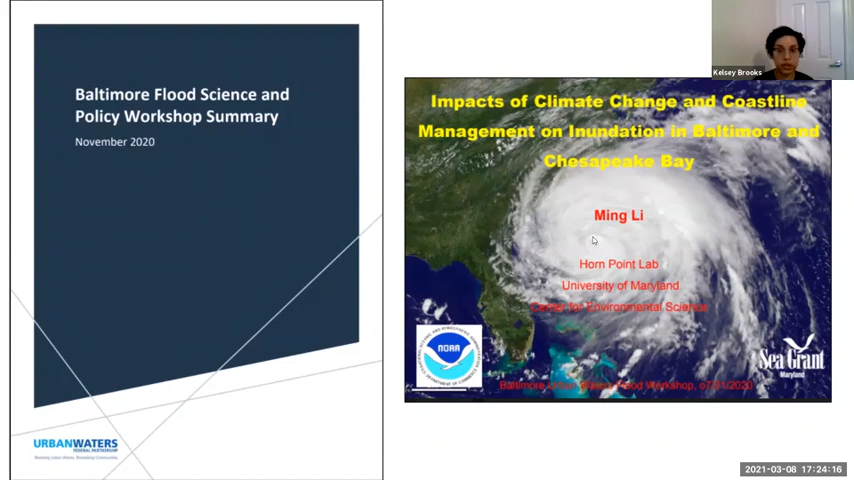 Baltimore Flood Science and
Policy Workshop Summary
November 2020
URBANWATERS
FEDERAL PARTNERSHIP
Kelsey Brooks
Impacts of Climate Change and Coastline
Management on Inundation in Baltimore and
Chesapeake Bay
Ming Li
Horn Point Lab
University of Maryland
Center for Environmental Science
NOAA
Sea Grant
Maryland
Baltimore Urban Waters Flood Workshop, o7/31/2020
2021-03-08 17:24:16